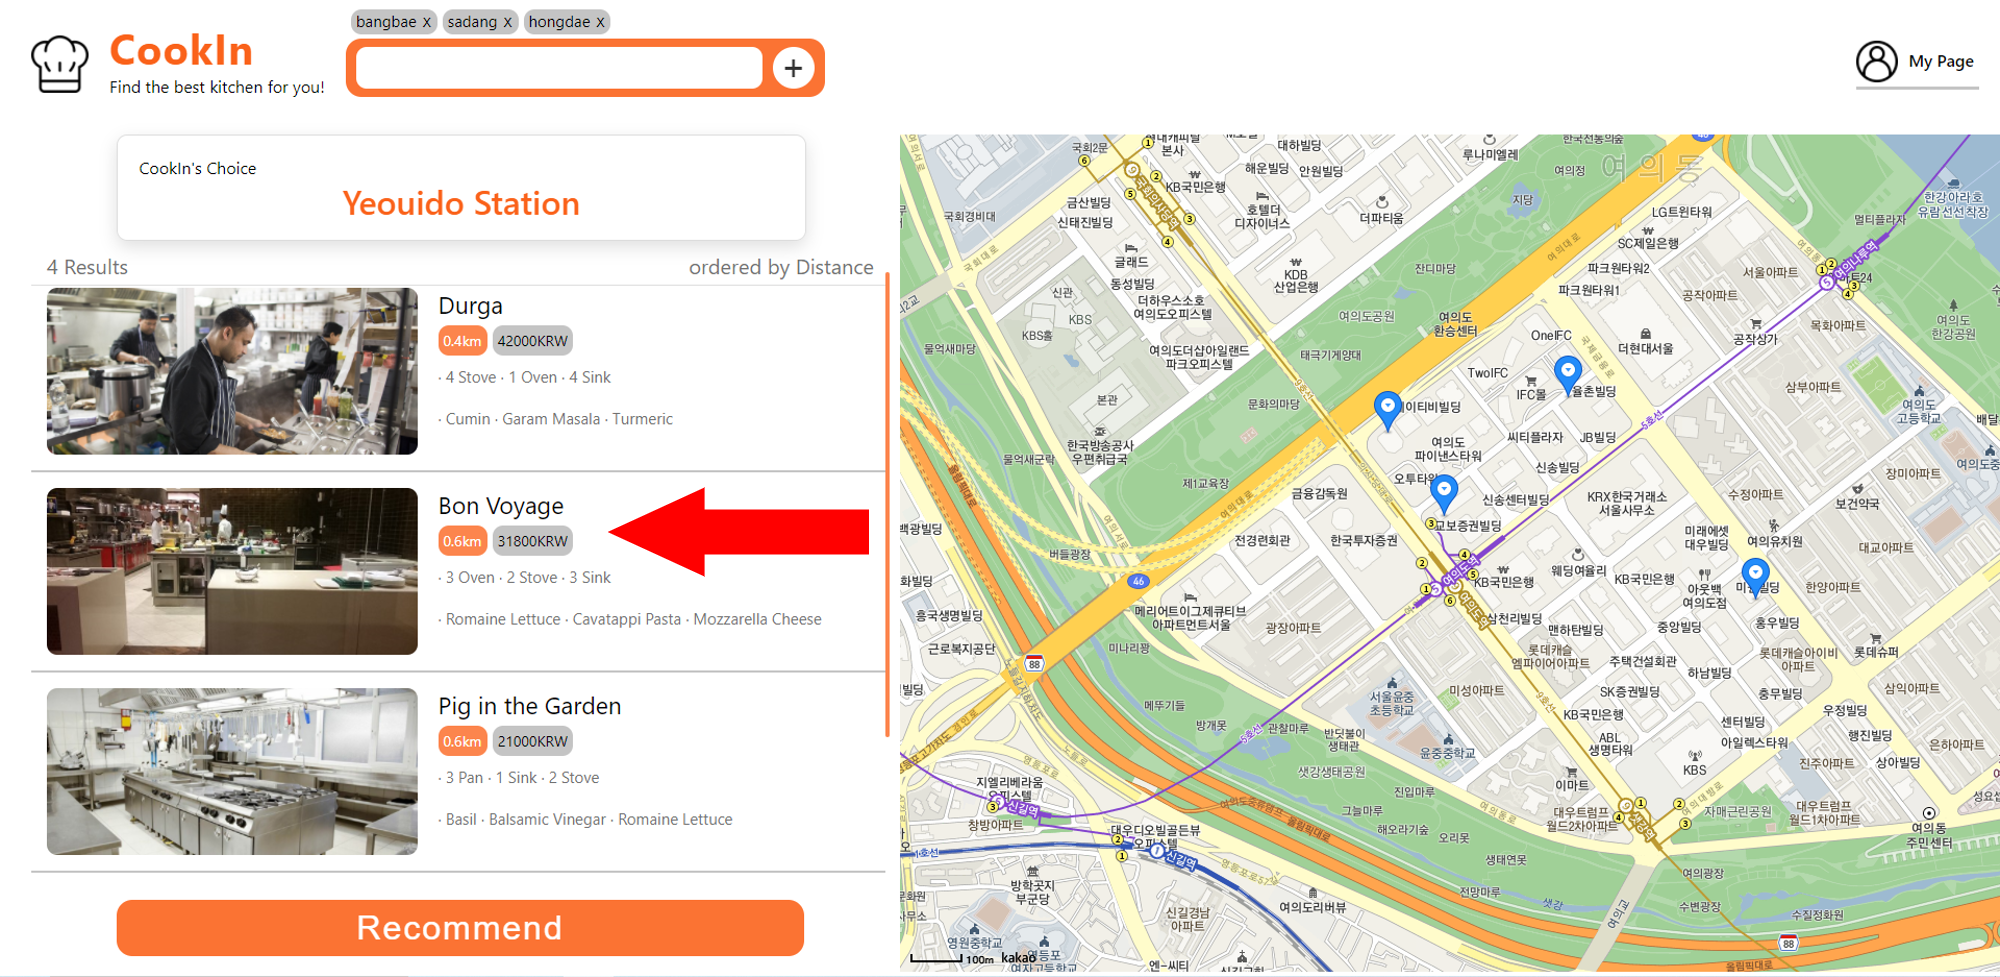 bangbae x sadang x hongdae x
CookIn
Find the best kitchen for you!
+
My Page
CookIn's Choice
Yeouido Station
4 Results
ordered by Distance
Durga
0.4km 42000KRW
· 4 Stove · 1 Oven · 4 Sink
· Cumin · Garam Masala · Turmeric
Bon Voyage
0.6km 31800KRW
· 3 Oven · 2 Stove · 3 Sink
· Romaine Lettuce · Cavatappi Pasta · Mozzarella Cheese
Pig in the Garden
0.6km 21000KRW
· 3 Pan · 1 Sink · 2 Stove
· Basil · Balsamic Vinegar · Romaine Lettuce
Recommend
국회2문
본사
대하빌딩
루나미엘레
한국전통의숲
여의동
KB국민은행
해운빌딩
안원빌딩
여의정
금산빌딩
신태진빌딩
국회경비대
호텔더
디자이너스
더파티움
지당
LG트윈타워
SC제일은행
멀티플라자
한강아라호
유람선선착장
글래드
KDB
산업은행
잔디마당
파크원타워2
파크원타워1
서울아파트
여의나루역
동성빌딩
더하우스소호
여의도오피스텔
신관
KBS
KBS홀
여의도공원
여의도
환승센터
OneIFC
더현대서울
공작아파트
공작상가
목화아파트
여의도
한강공원
물억새마당
여의도더샵아일랜드
파크오피스텔
태극기게양대
TwoIFC
IFC몰
율촌빌딩
삼부아파트
여의도
고등학교
본관
문화의마당
이티비빌딩
씨티플라자
JB빌딩
5호선
한국방송공사
우편취급국
여의도
파이낸스타워
신송빌딩
물억새군락
제1교육장
금융감독원
신송센터빌딩
KRX한국거래소
서울사무소
수정아파트
장미아파트
보건약국
교보증권빌딩
백광빌딩
버들광장
전경련회관
한국투자증권
미래에셋
대우빌딩
여의유치원
대교아파트
46
여의도역
KB국민은행
웨딩여율리
KB국민은행
아웃백
여의도점
한양아파트
화빌딩
흥국생명빌딩
메리어트이그제큐티브
아파트먼트서울
광장아파트
삼천리빌딩
맨하탄빌딩
중앙빌딩
홍우빌딩
롯데슈퍼
근로복지공단
미나리꽝
롯데캐슬
엠파이어아파트
주택건설회관
하남빌딩
롯데캐슬아이비
아파트
88
서울윤중
초등학교
미성아파트
SK증권빌딩
충무빌딩
삼익아파트
메뚜기들
방개못
관찰마루
반딧불이
생태관
윤중중학교
KB국민은행
ABL
생명타워
센터빌딩
아일렉스타워
우정빌딩
행진빌딩
은하아파트
5호선
샛강생태공원
KBS
진주아파트
상아빌딩
지엘리베라움
오피스텔
신길역
창방아파트
진입마루
그늘마루
이마트
대우트럼프
월드2차아파트
자매근린공원
대우트럼프
월드1차아파트
여의동
주민센터
대우디오빌골든뷰
오피스텔
해오라기숲
오리못
생태연못
1호선
신길역
방학곳지
부군당
여의도리버뷰
전망마루
샛강
여의교
여의광장
수변광장
수질정화원
신길경남
아파트
영원중학교
88
올림픽대로
엔-씨티
100m kakao